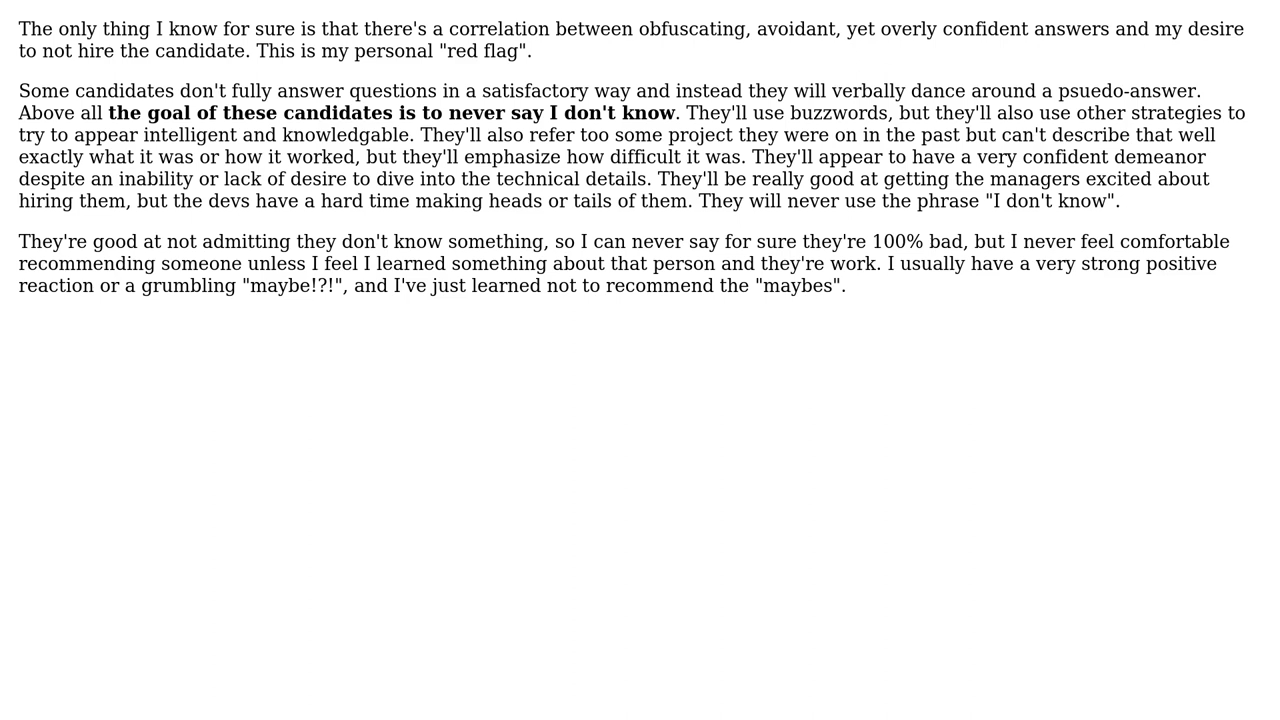 The only thing I know for sure is that there's a correlation between obfuscating, avoidant, yet overly confident answers and my desire
to not hire the candidate. This is my personal "red flag".
Some candidates don't fully answer questions in a satisfactory way and instead they will verbally dance around a psuedo-answer.
Above all the goal of these candidates is to never say I don't know. They'll use buzzwords, but they'll also use other strategies to
try to appear intelligent and knowledgable. They'll also refer too some project they were on in the past but can't describe that well
exactly what it was or how it worked, but they'll emphasize how difficult it was. They'll appear to have a very confident demeanor
despite an inability or lack of desire to dive into the technical details. They'll be really good at getting the managers excited about
hiring them, but the devs have a hard time making heads or tails of them. They will never use the phrase "I don't know".
They're good at not admitting they don't know something, so I can never say for sure they're 100% bad, but I never feel comfortable
recommending someone unless I feel I learned something about that person and they're work. I usually have a very strong positive
reaction or a grumbling "maybe!?!", and I've just learned not to recommend the "maybes".